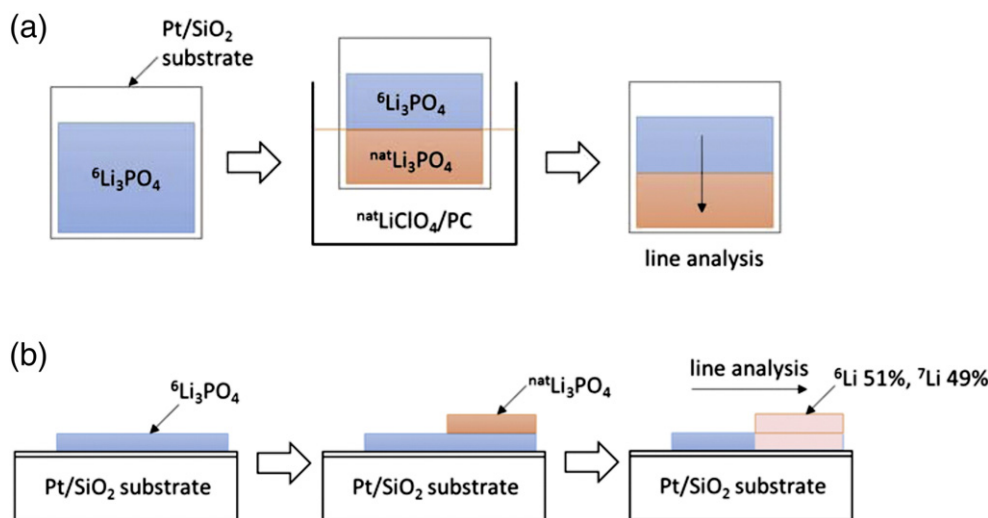 (a)
Pt/SiO₂
substrate
⁶Li₃PO₄
⁶Li₃PO₄
ⁿᵃᵗLi₃PO₄
ⁿᵃᵗLiClO₄/PC
line analysis
(b)
⁶Li₃PO₄
Pt/SiO₂ substrate
ⁿᵃᵗLi₃PO₄
Pt/SiO₂ substrate
line analysis
⁶Li 51%, ⁷Li 49%
Pt/SiO₂ substrate